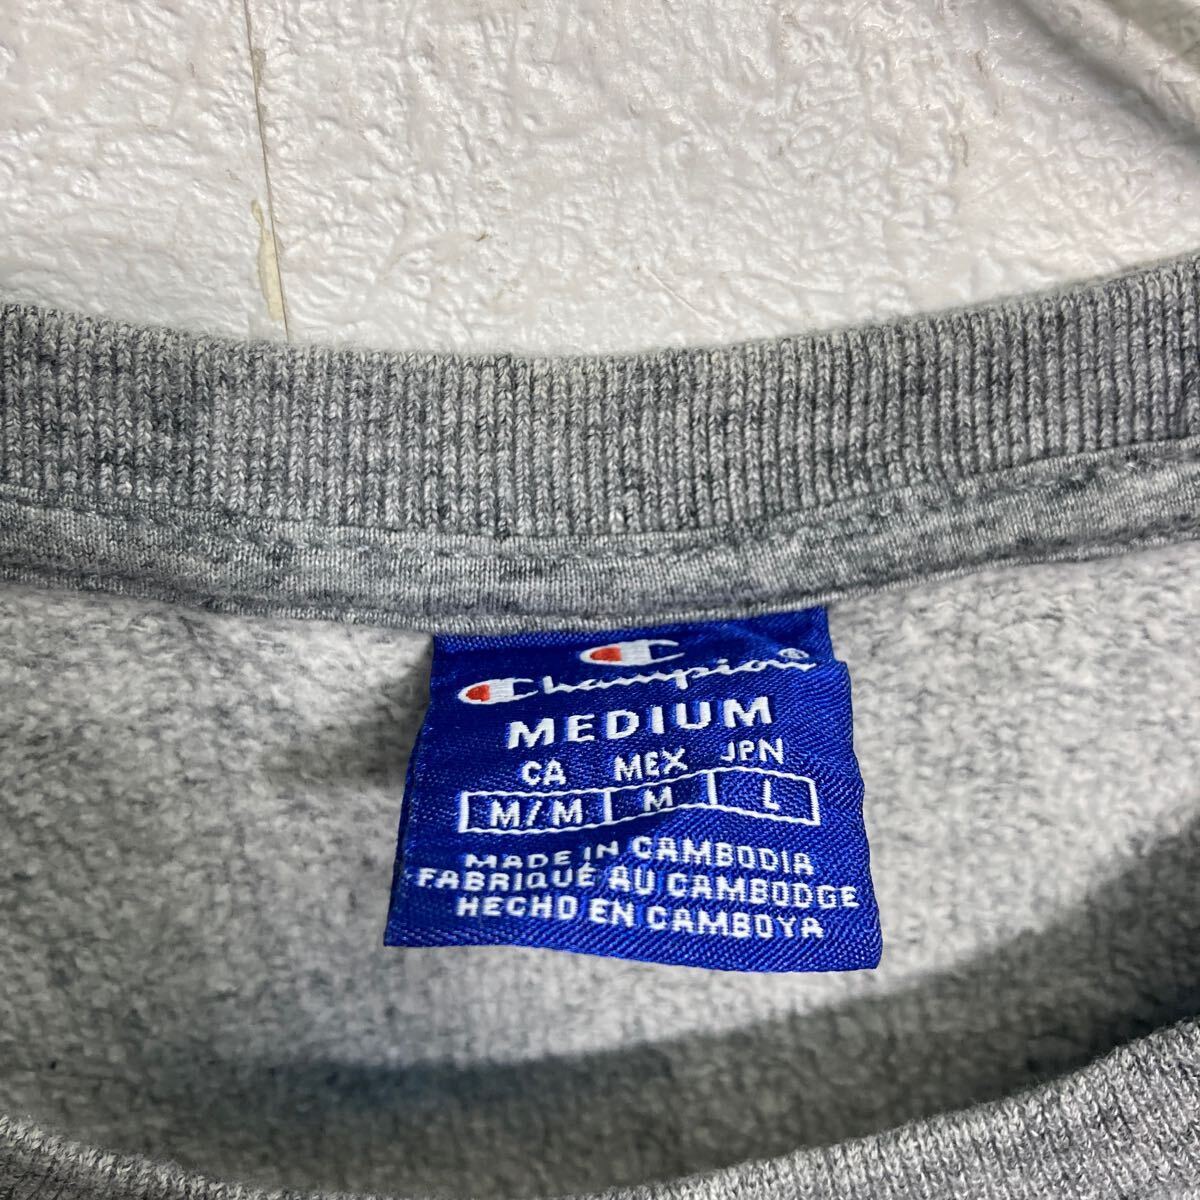 Champion®
MEDIUM
CA MEX JPN
M/M M L
MADE IN CAMBODIA
FABRIQUÉ AU CAMBODGE
HECHO EN CAMBOYA